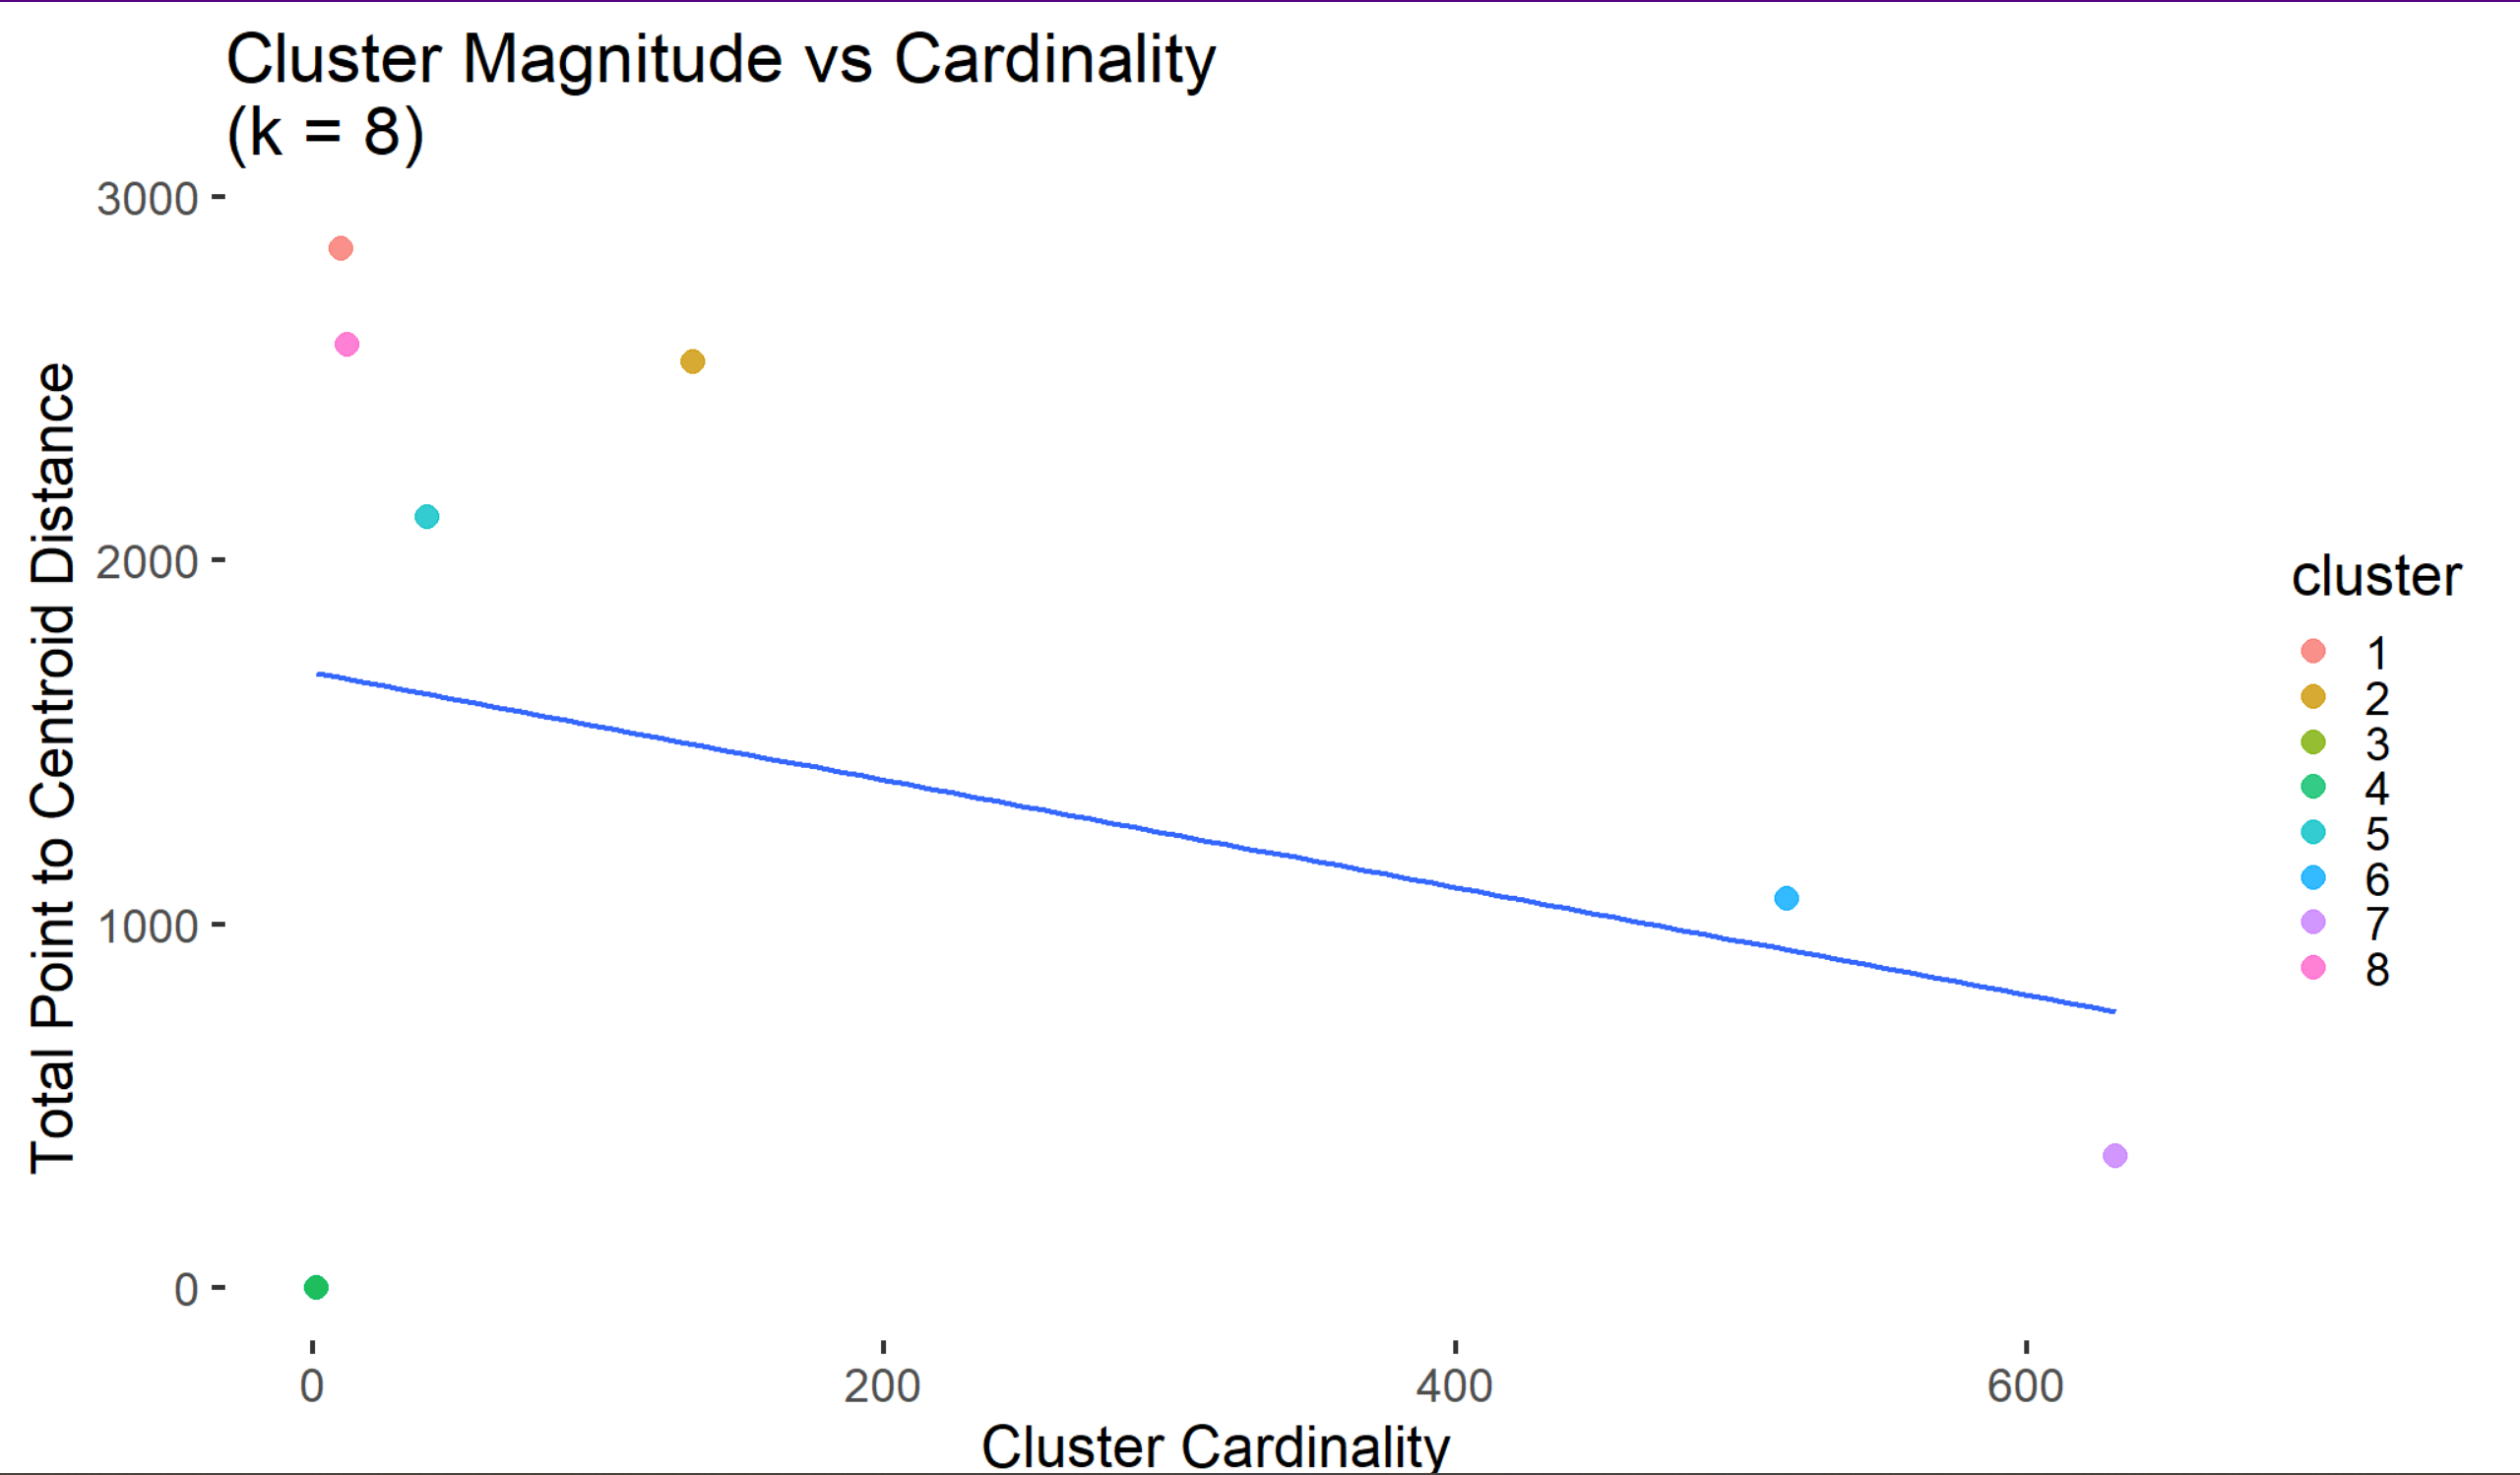 Cluster Magnitude vs Cardinality
(k = 8)
3000
2000
1000
0
Total Point to Centroid Distance
0 200 400 600
Cluster Cardinality
cluster
1
2
3
4
5
6
7
8